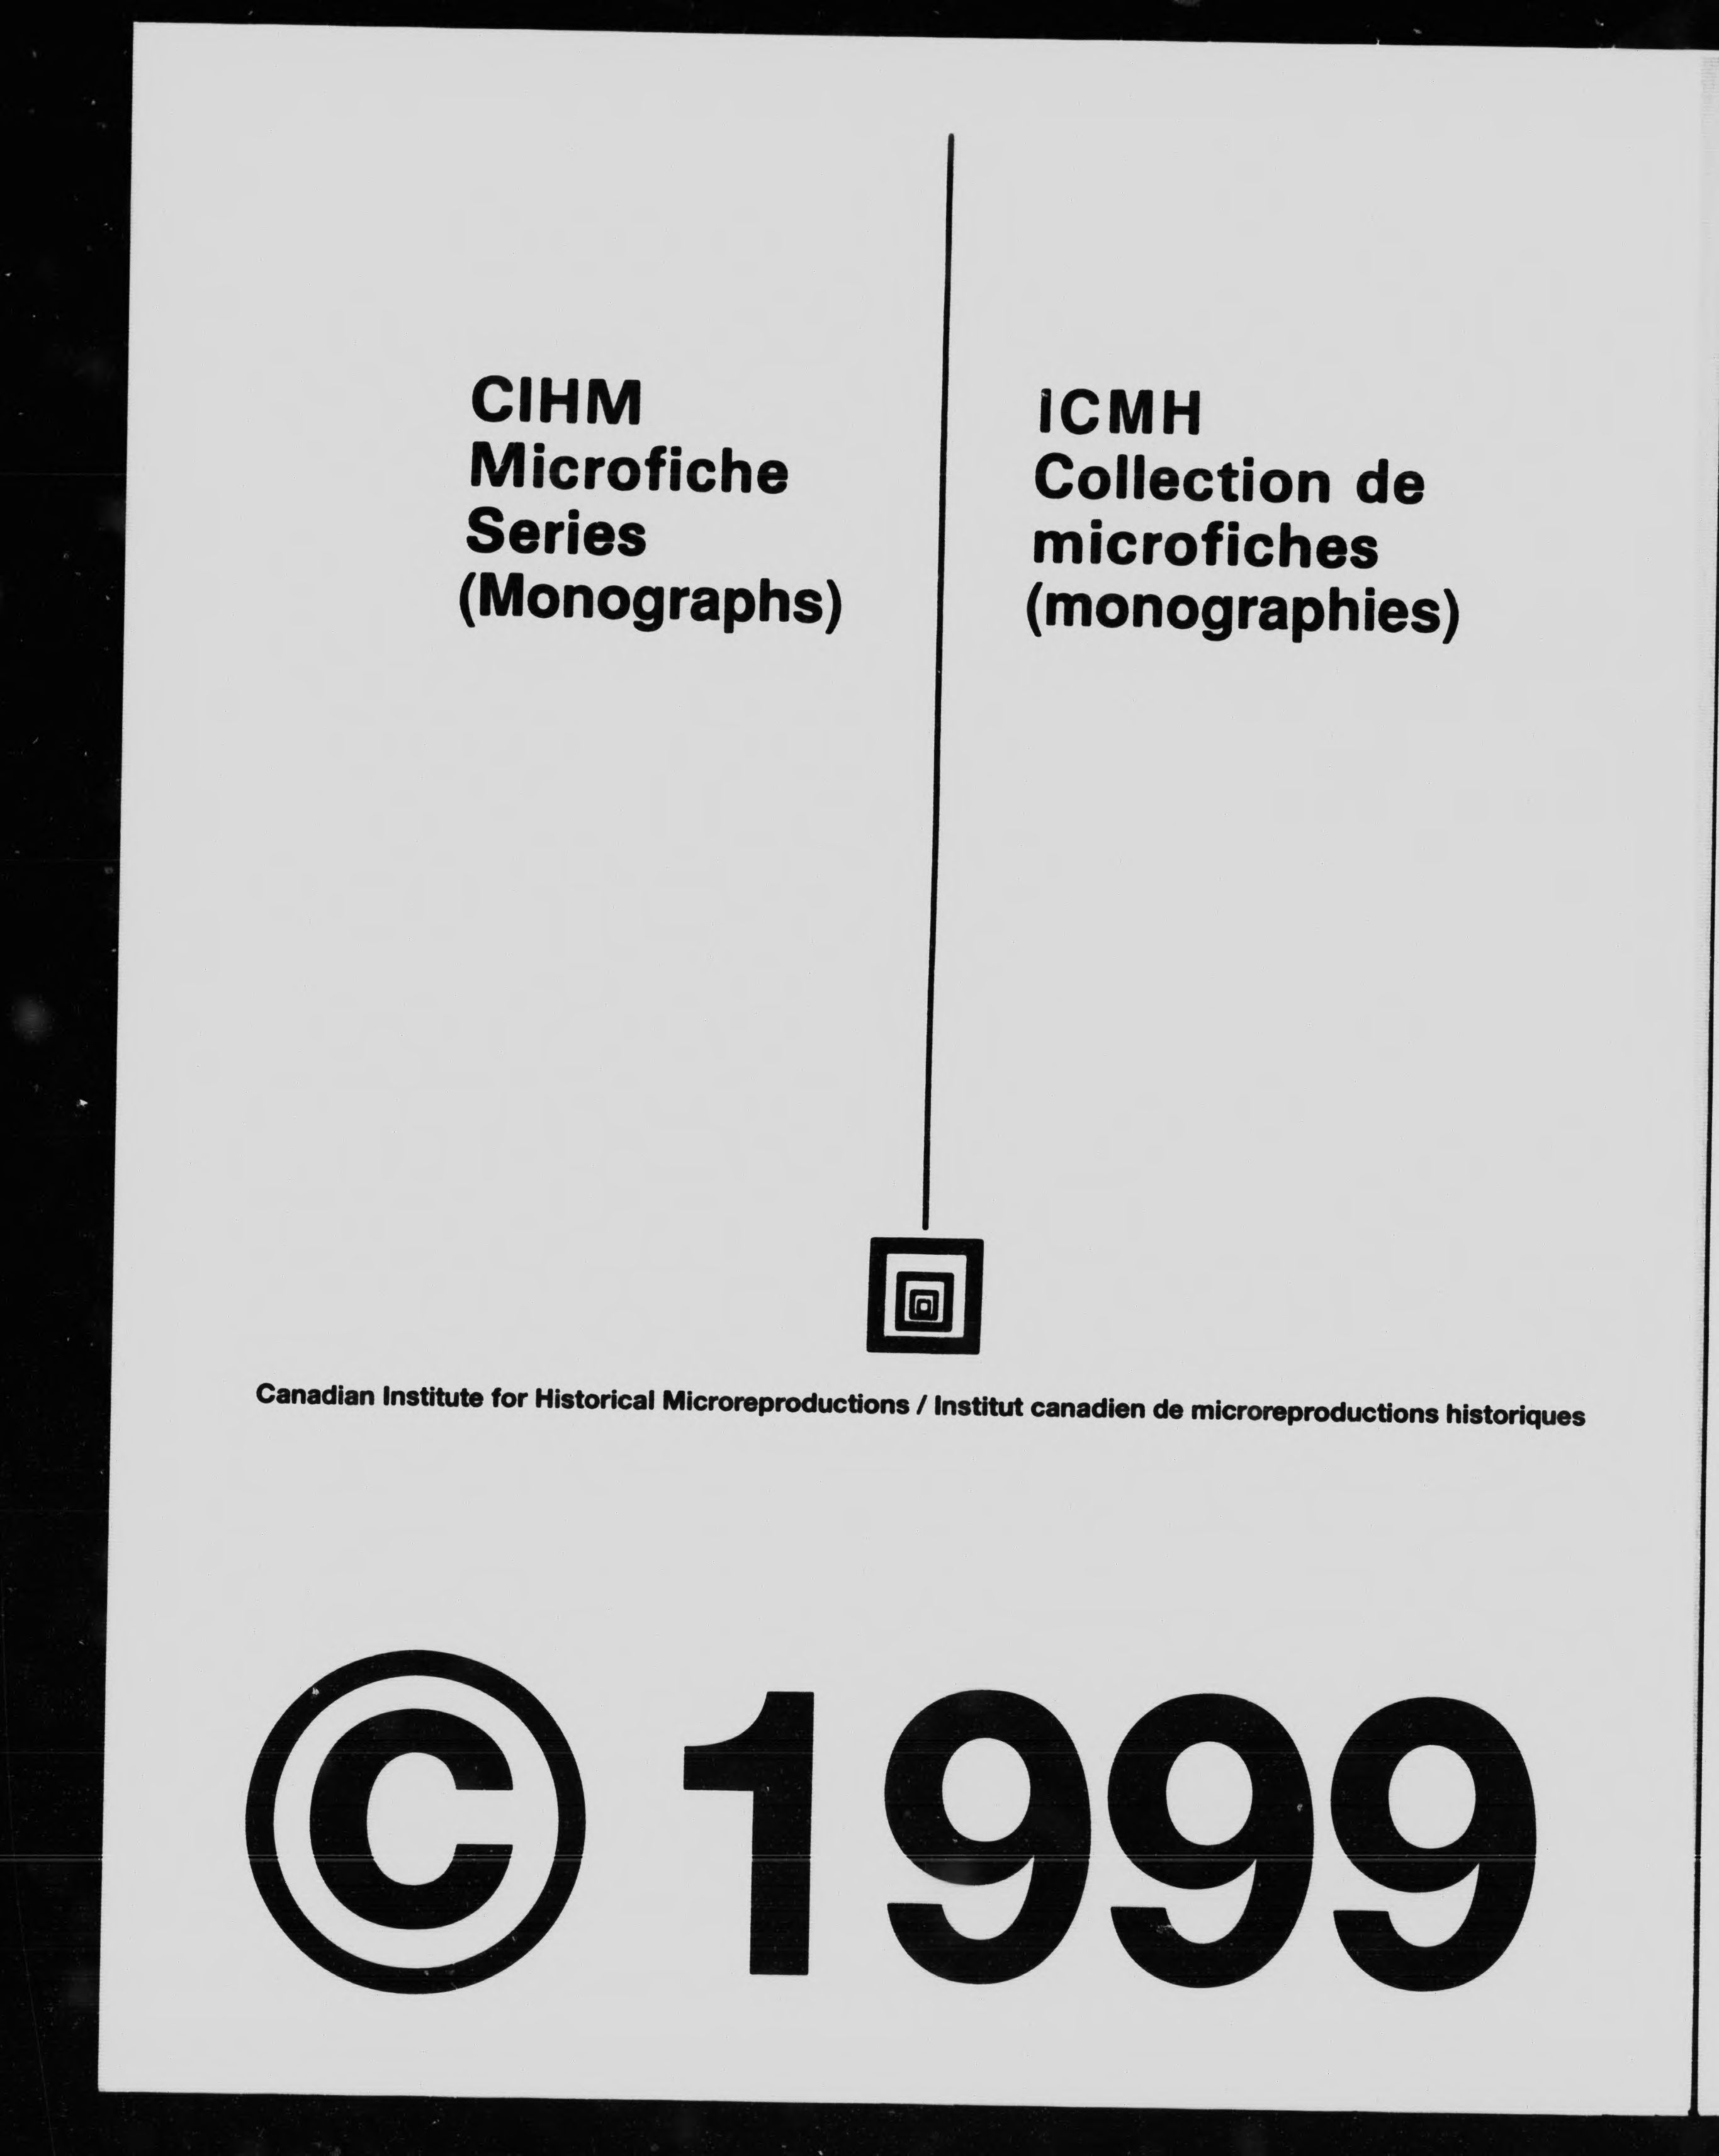 CIHM
Microfiche
Series
(Monographs)
ICMH
Collection de
microfiches
(monographies)
Canadian Institute for Historical Microreproductions / Institut canadien de microreproductions historiques
© 1999